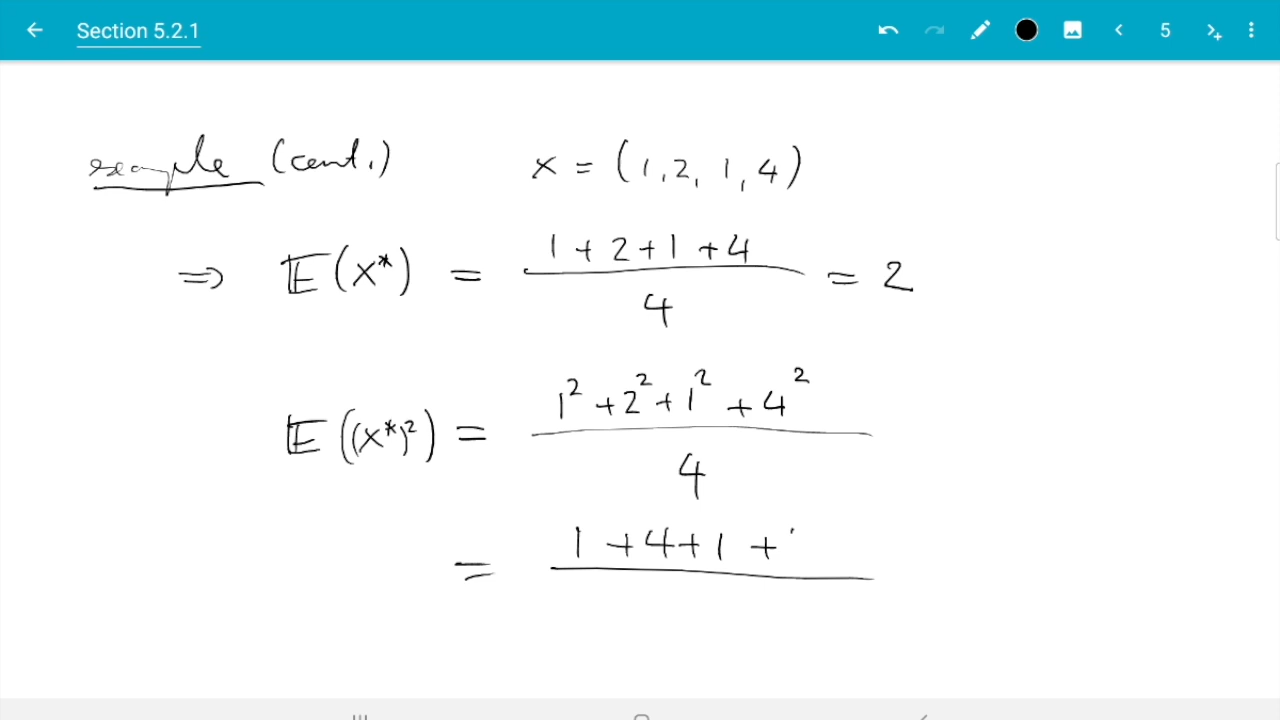 Section 5.2.1
5
example (cont.) x = (1, 2, 1, 4)
⇒ 𝔼(X*) = (1 + 2 + 1 + 4) / 4 = 2
𝔼((X*)²) = (1² + 2² + 1² + 4²) / 4
= 1 + 4 + 1 +